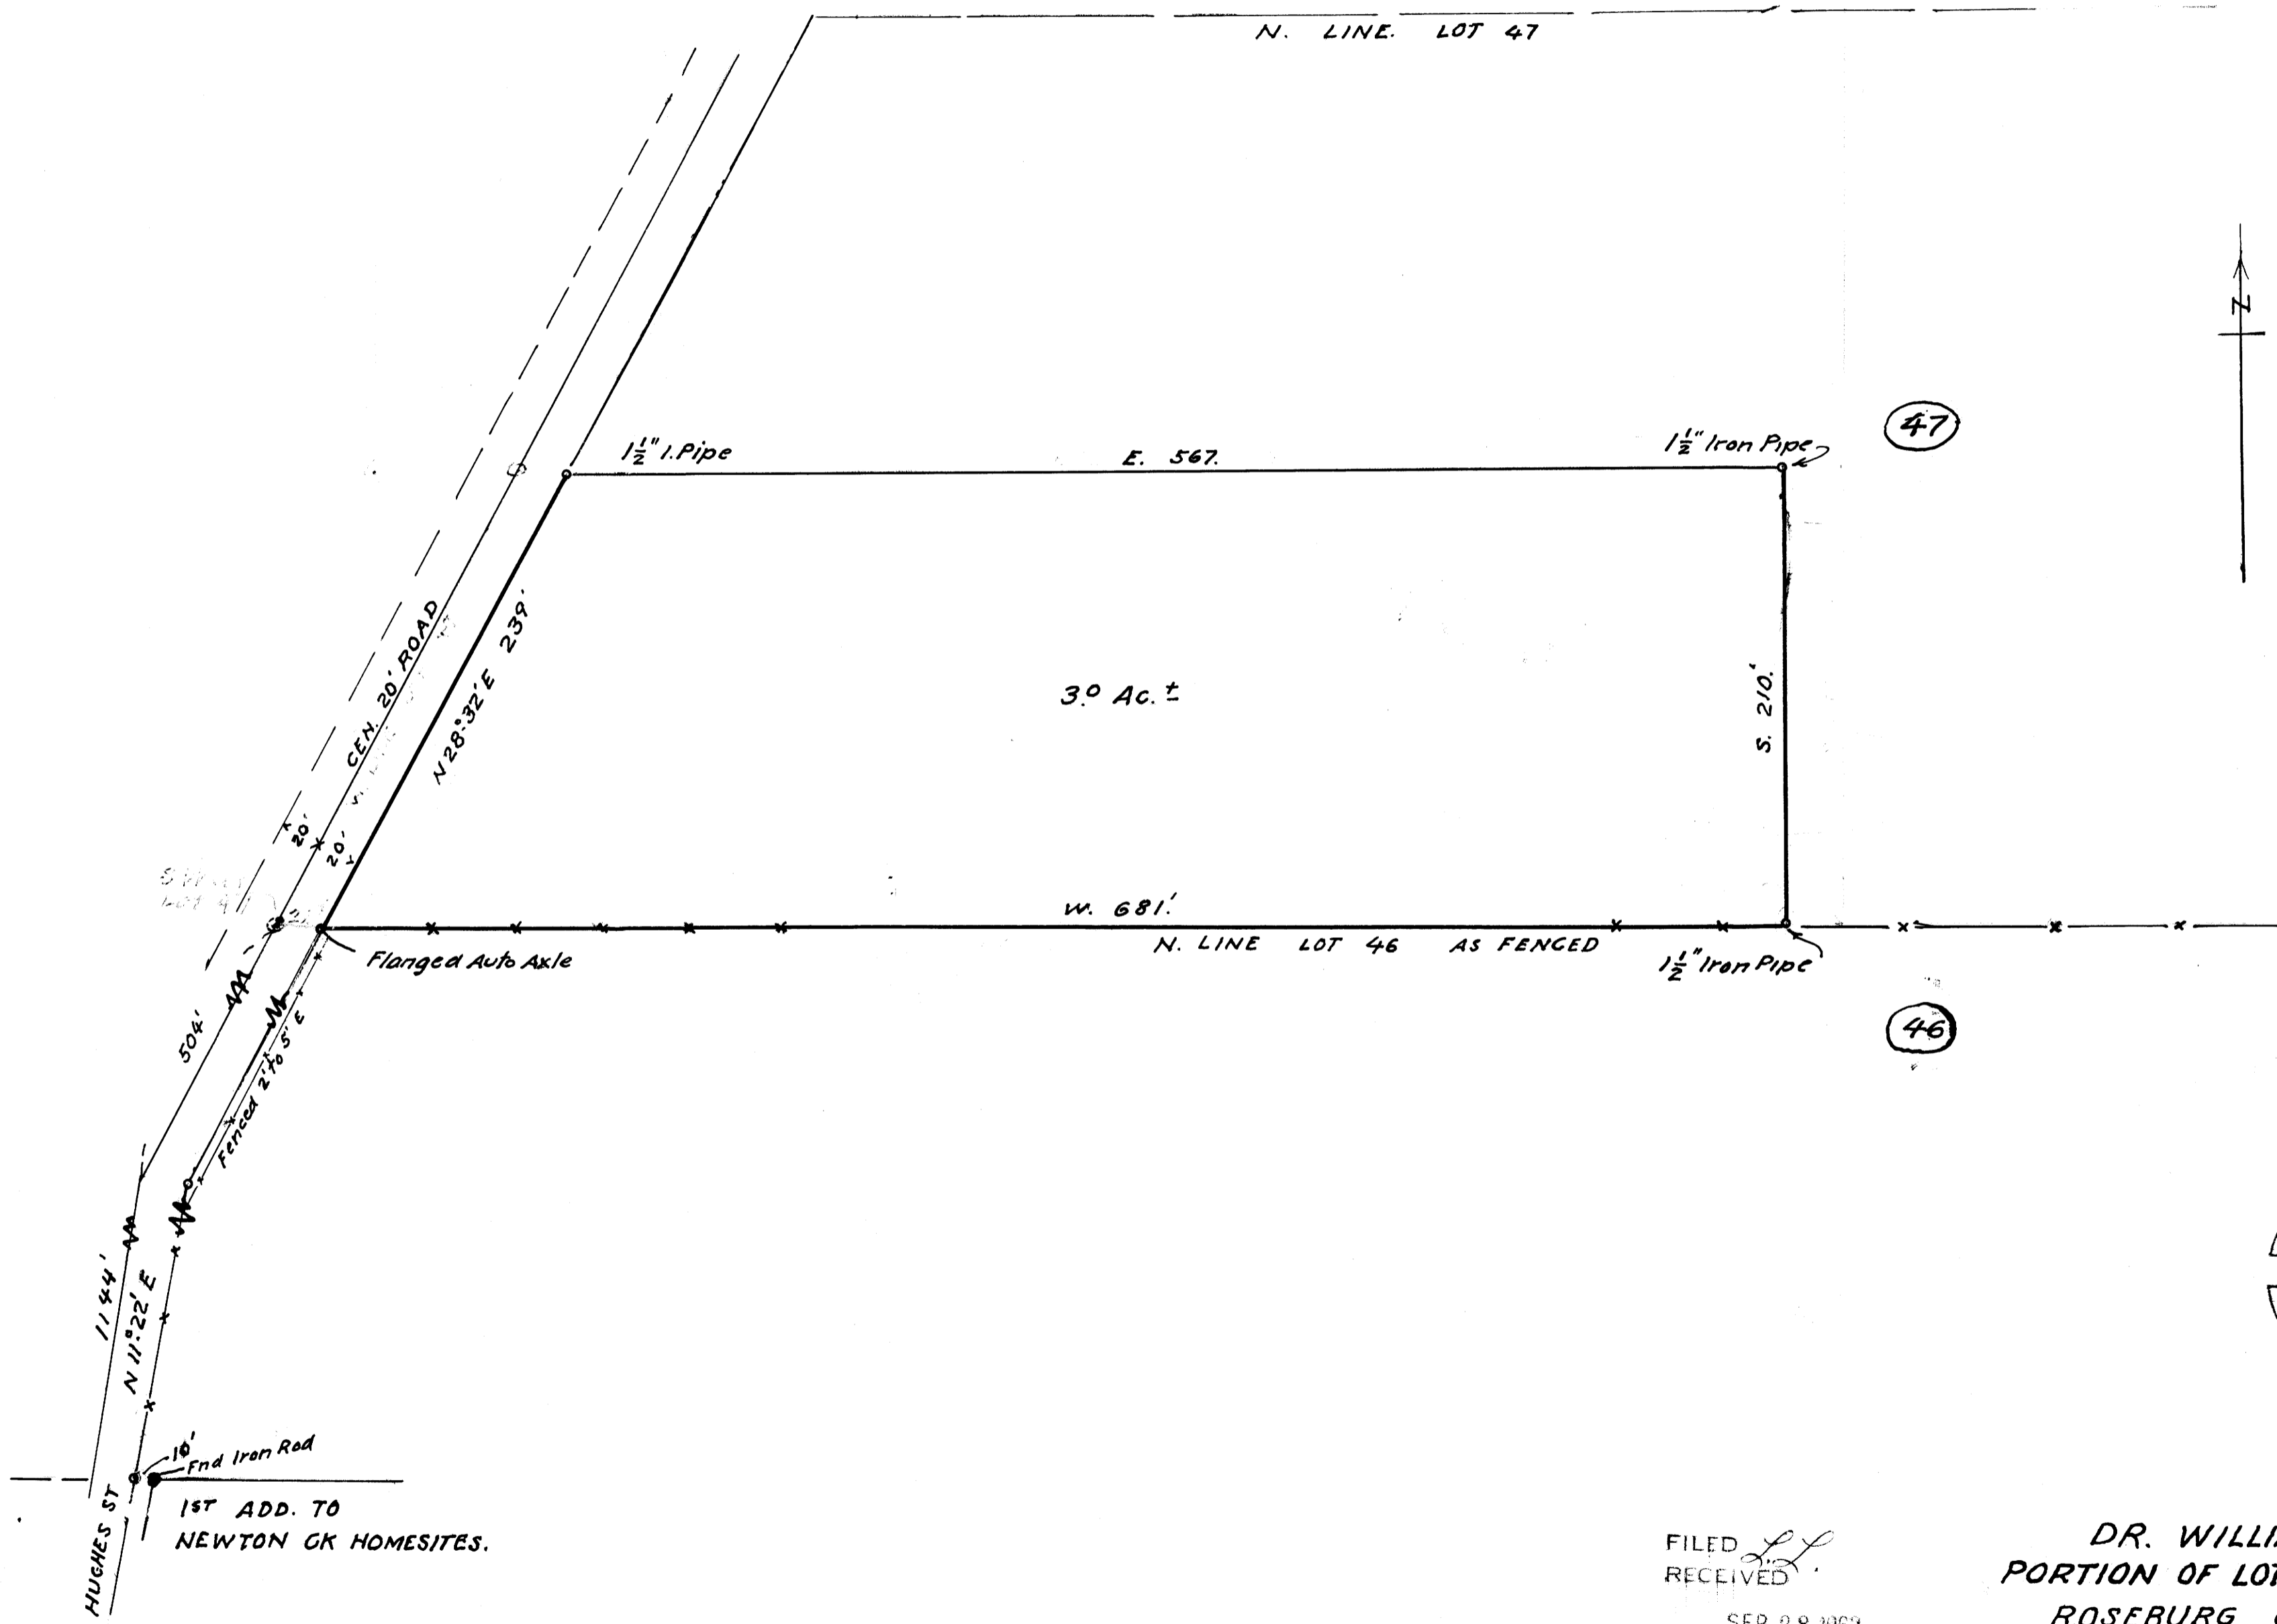 N. LINE. LOT 47
47
1½" I. Pipe
E. 567.
1½" Iron Pipe
N
CEN. 20' ROAD
N 28°32' E 239'
3.0 Ac. ±
S. 210.'
20'
20'
W. 681.'
N. LINE LOT 46 AS FENCED
Flanged Auto Axle
1½" Iron Pipe
46
504'
Fenced 2' to 5' E
1144'
N 11°22' E
10'
Fnd Iron Rod
HUGHES ST
1ST ADD. TO
NEWTON CK HOMESITES.
FILED L.L.
RECEIVED
DR. WILLI
PORTION OF LOT
ROSEBURG